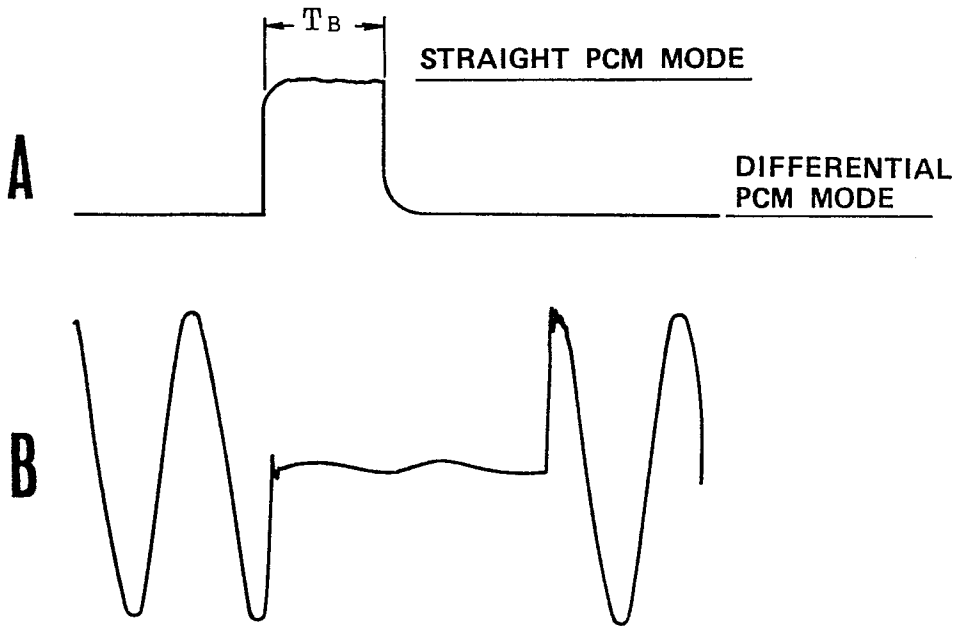 TB
STRAIGHT PCM MODE
A
DIFFERENTIAL
PCM MODE
B